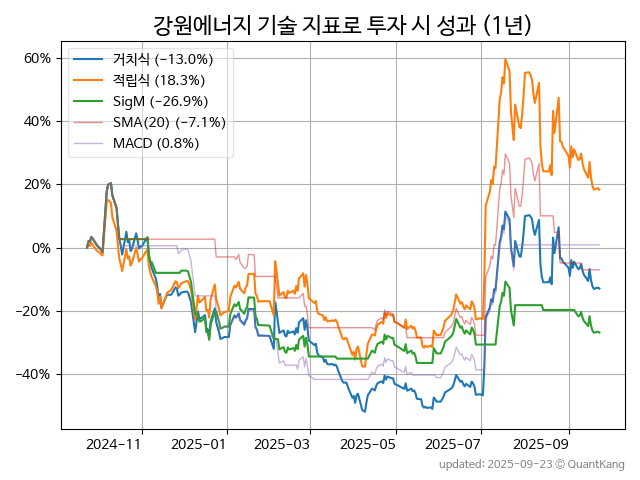 강원에너지 기술 지표로 투자 시 성과 (1년)
60%
40%
20%
0%
−20%
−40%
거치식 (−13.0%)
적립식 (18.3%)
SigM (−26.9%)
SMA(20) (−7.1%)
MACD (0.8%)
2024-11 2025-01 2025-03 2025-05 2025-07 2025-09
updated: 2025-09-23 © QuantKang